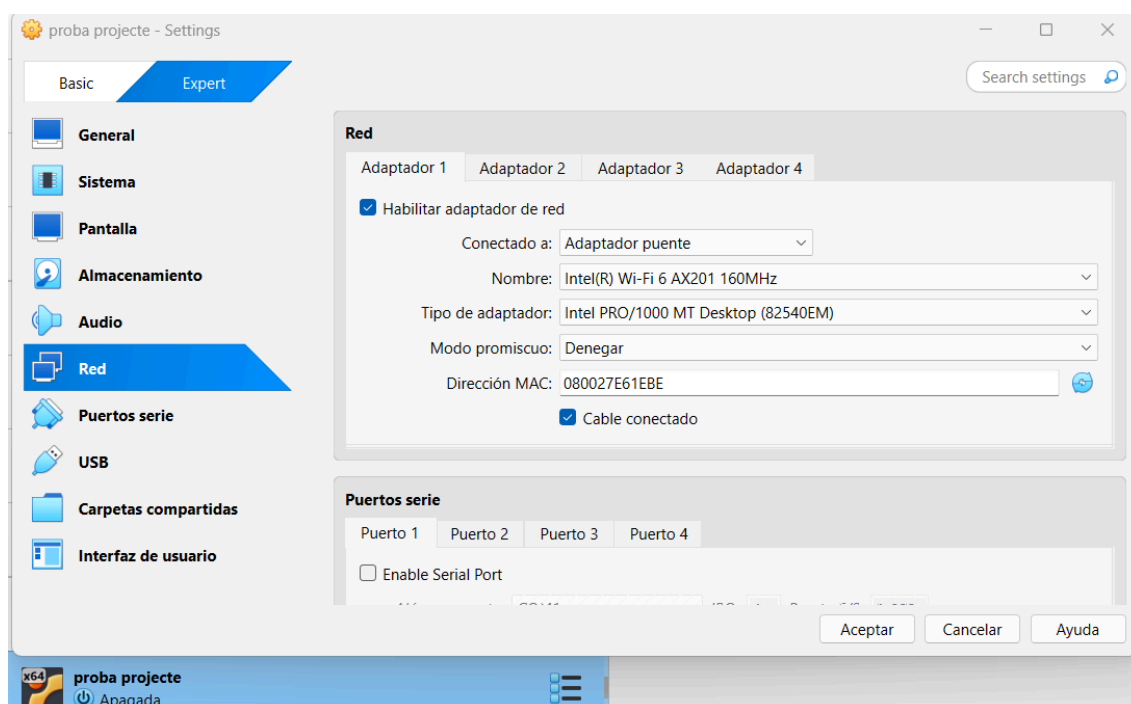 proba projecte - Settings
Basic Expert Search settings
General
Sistema
Pantalla
Almacenamiento
Audio
Red
Puertos serie
USB
Carpetas compartidas
Interfaz de usuario
Red
Adaptador 1 Adaptador 2 Adaptador 3 Adaptador 4
Habilitar adaptador de red
Conectado a: Adaptador puente
Nombre: Intel(R) Wi-Fi 6 AX201 160MHz
Tipo de adaptador: Intel PRO/1000 MT Desktop (82540EM)
Modo promiscuo: Denegar
Dirección MAC: 080027E61EBE
Cable conectado
Puertos serie
Puerto 1 Puerto 2 Puerto 3 Puerto 4
Enable Serial Port
Aceptar Cancelar Ayuda
x64 proba projecte
Apagada